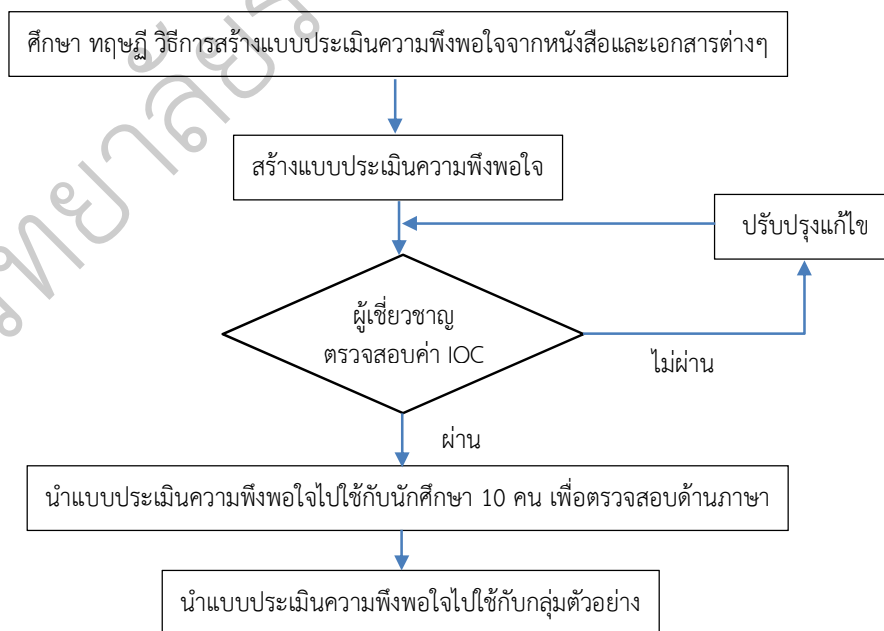 ศึกษา ทฤษฏี วิธีการสร้างแบบประเมินความพึงพอใจจากหนังสือและเอกสารต่างๆ
สร้างแบบประเมินความพึงพอใจ
ปรับปรุงแก้ไข
ผู้เชี่ยวชาญ
ตรวจสอบค่า IOC
ไม่ผ่าน
ผ่าน
นำแบบประเมินความพึงพอใจไปใช้กับนักศึกษา 10 คน เพื่อตรวจสอบด้านภาษา
นำแบบประเมินความพึงพอใจไปใช้กับกลุ่มตัวอย่าง